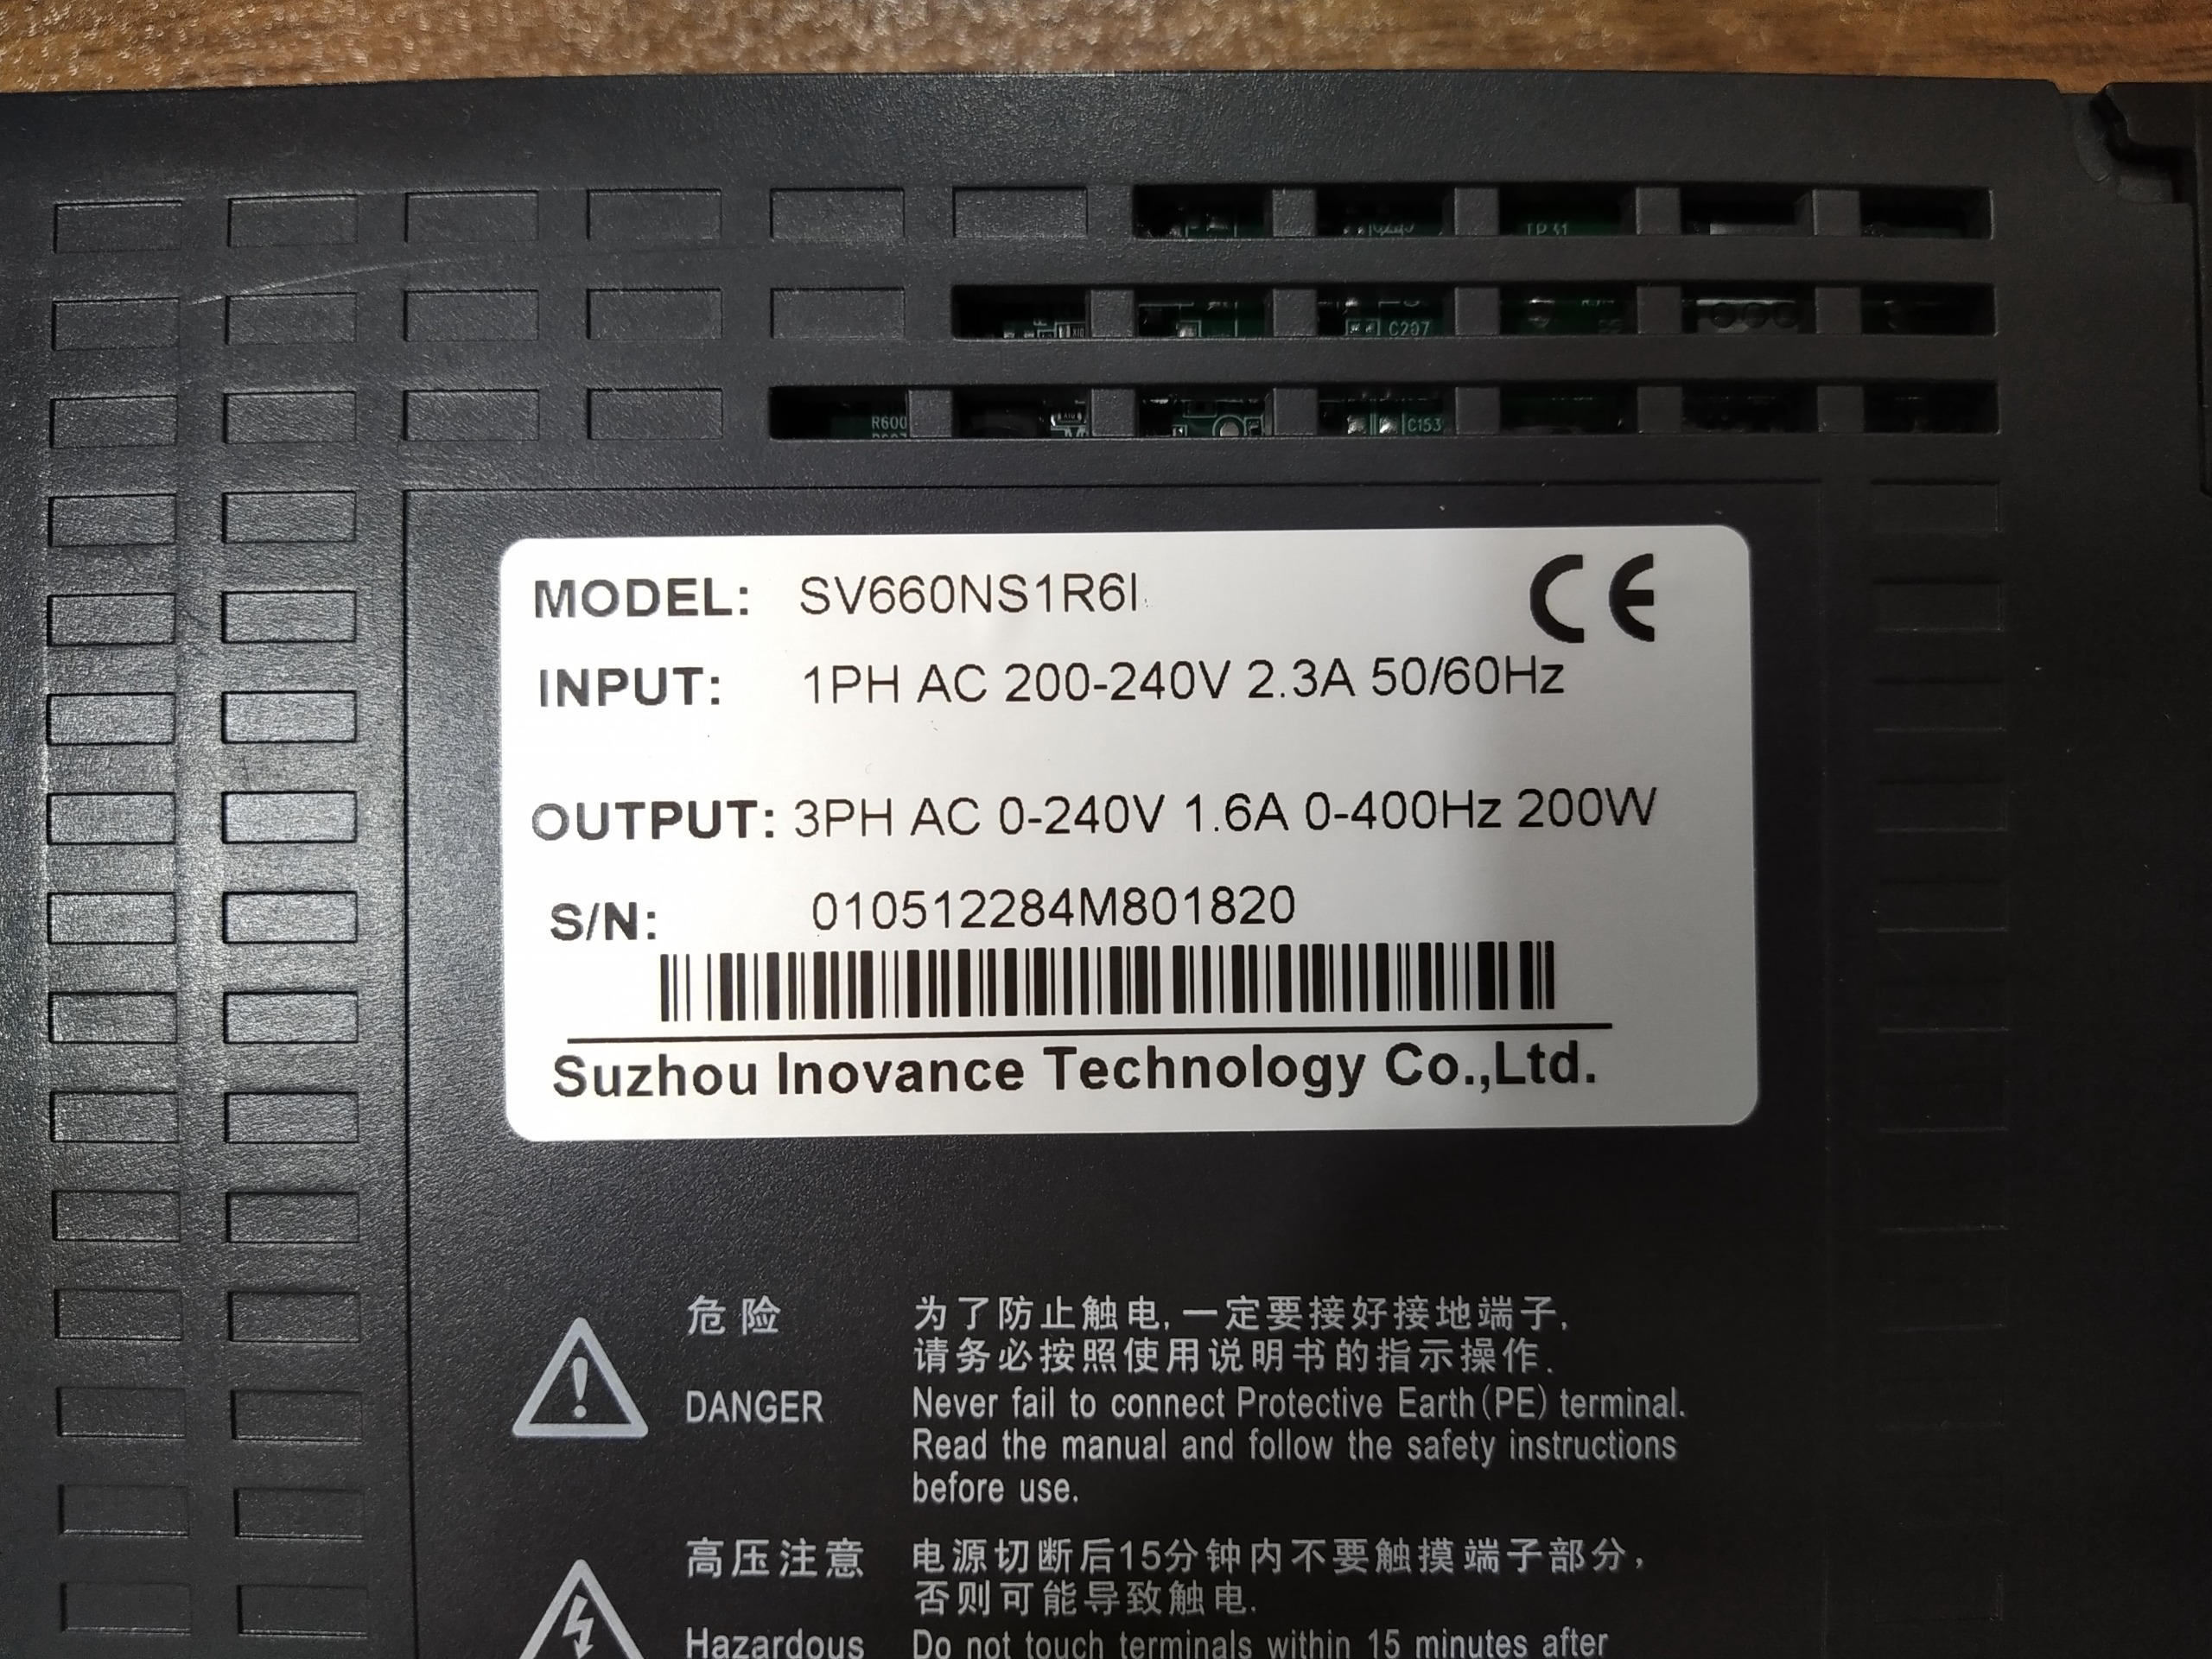 TP31
C207
R600
C153
MODEL: SV660NS1R6I
CE
INPUT: 1PH AC 200-240V 2.3A 50/60Hz
OUTPUT: 3PH AC 0-240V 1.6A 0-400Hz 200W
S/N: 010512284M801820
Suzhou Inovance Technology Co.,Ltd.
危险
为了防止触电,一定要接好接地端子,
请务必按照使用说明书的指示操作.
DANGER
Never fail to connect Protective Earth(PE) terminal.
Read the manual and follow the safety instructions
before use.
高压注意
电源切断后15分钟内不要触摸端子部分,
否则可能导致触电.
Hazardous
Do not touch terminals within 15 minutes after